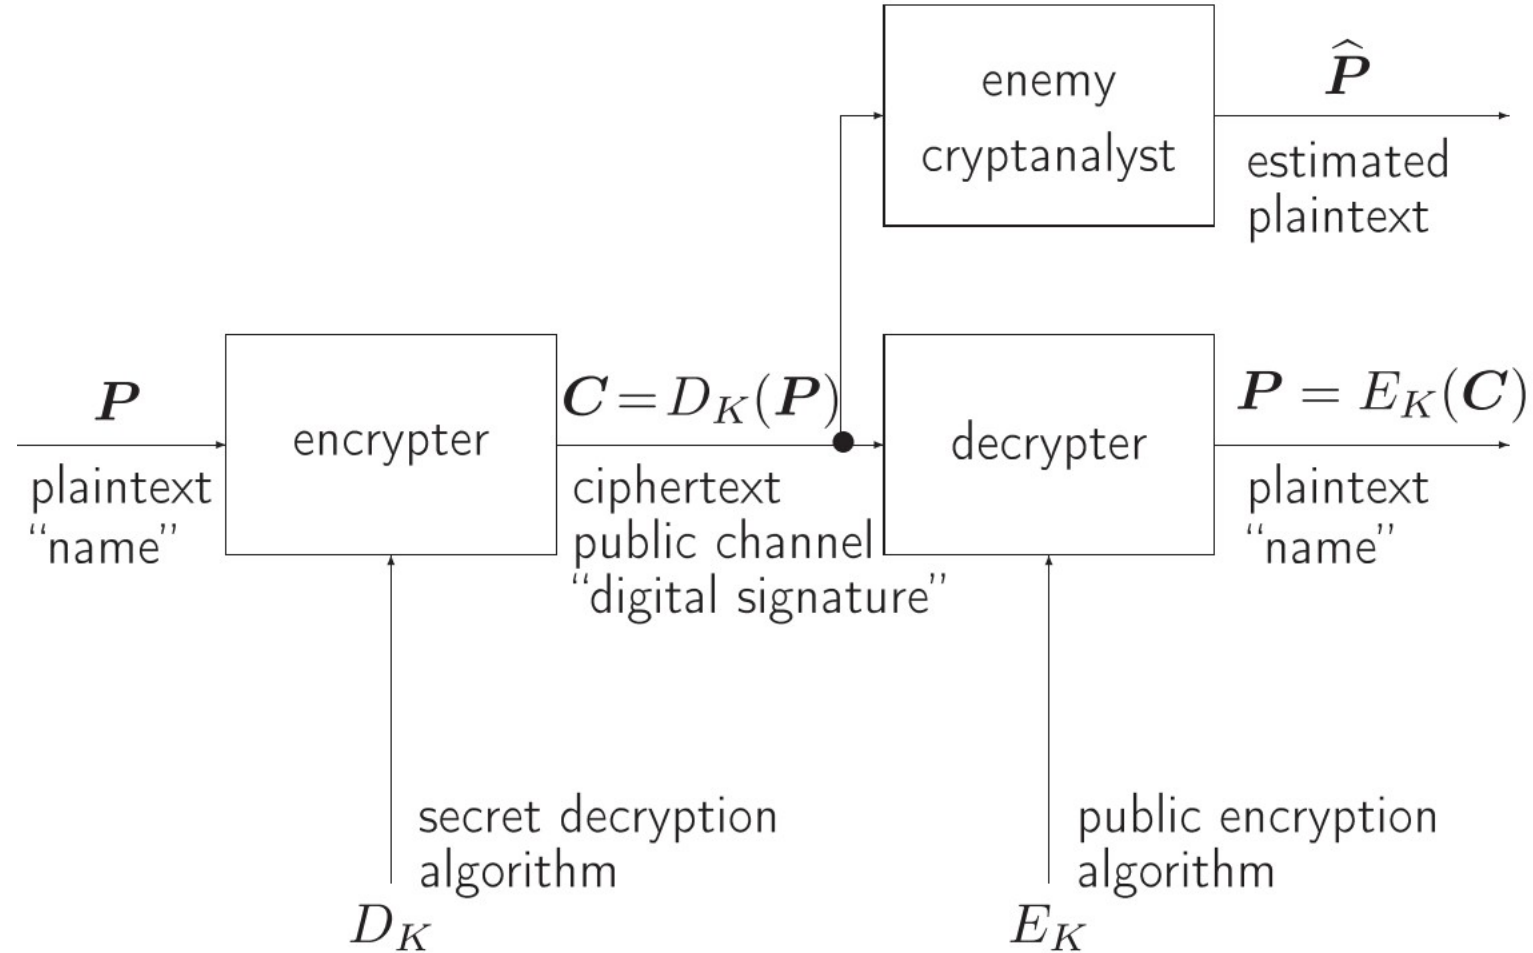 enemy
cryptanalyst
P̂
estimated
plaintext
P
plaintext
“name”
encrypter
C = D_K(P)
ciphertext
public channel
“digital signature”
decrypter
P = E_K(C)
plaintext
“name”
secret decryption
algorithm
D_K
public encryption
algorithm
E_K